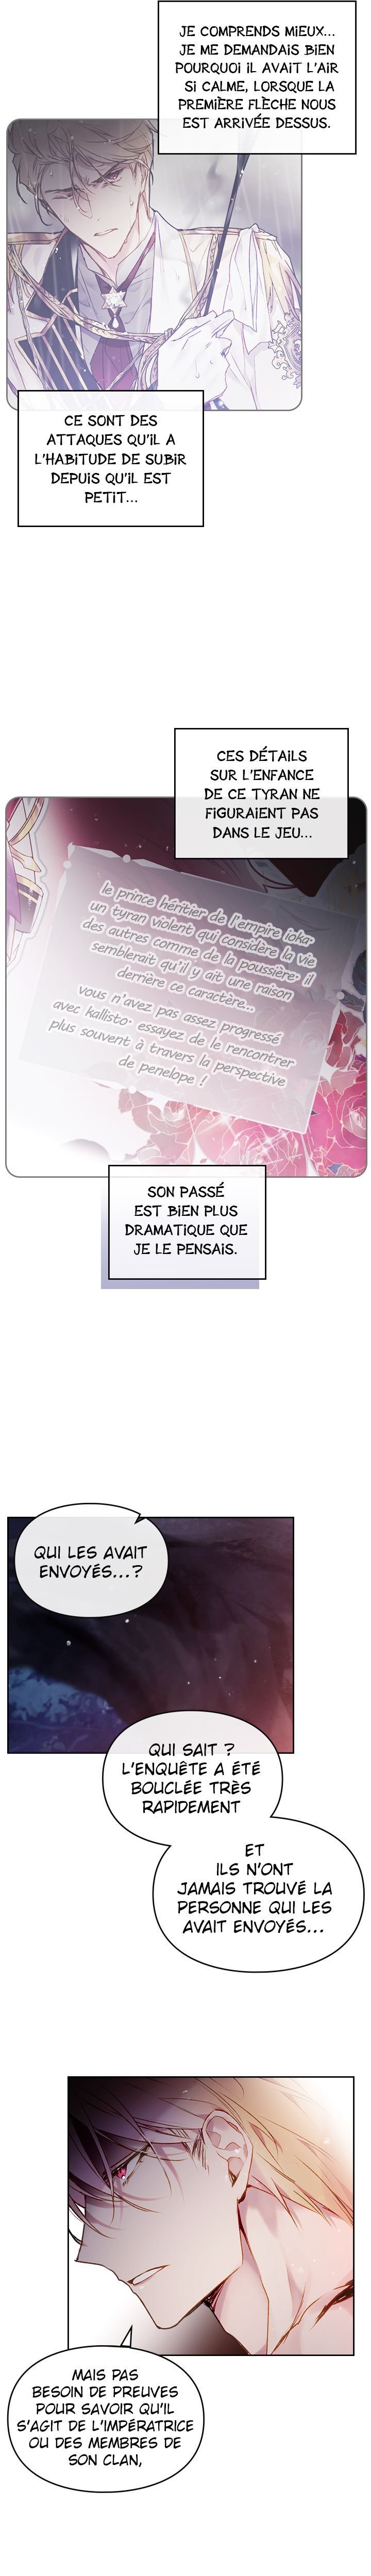 JE COMPRENDS MIEUX...
JE ME DEMANDAIS BIEN
POURQUOI IL AVAIT L'AIR
SI CALME, LORSQUE LA
PREMIÈRE FLÈCHE NOUS
EST ARRIVÉE DESSUS.
CE SONT DES
ATTAQUES QU'IL A
L'HABITUDE DE SUBIR
DEPUIS QU'IL EST
PETIT...
CES DÉTAILS
SUR L'ENFANCE
DE CE TYRAN NE
FIGURAIENT PAS
DANS LE JEU...
le prince héritier de l'empire ioka.
un tyran violent qui considère la vie
des autres comme de la poussière. il
semblerait qu'il y ait une raison
derrière ce caractère...
vous n'avez pas assez progressé
avec kallisto. essayez de le rencontrer
plus souvent à travers la perspective
de penelope !
SON PASSÉ
EST BIEN PLUS
DRAMATIQUE QUE
JE LE PENSAIS.
QUI LES AVAIT
ENVOYÉS...?
QUI SAIT ?
L'ENQUÊTE A ÉTÉ
BOUCLÉE TRÈS
RAPIDEMENT
ET
ILS N'ONT
JAMAIS TROUVÉ LA
PERSONNE QUI LES
AVAIT ENVOYÉS...
MAIS PAS
BESOIN DE PREUVES
POUR SAVOIR QU'IL
S'AGIT DE L'IMPÉRATRICE
OU DES MEMBRES DE
SON CLAN,